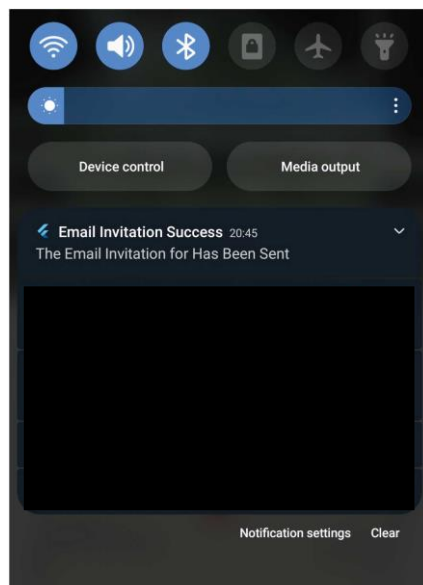 Device control
Media output
Email Invitation Success 20:45
The Email Invitation for Has Been Sent
Notification settings Clear